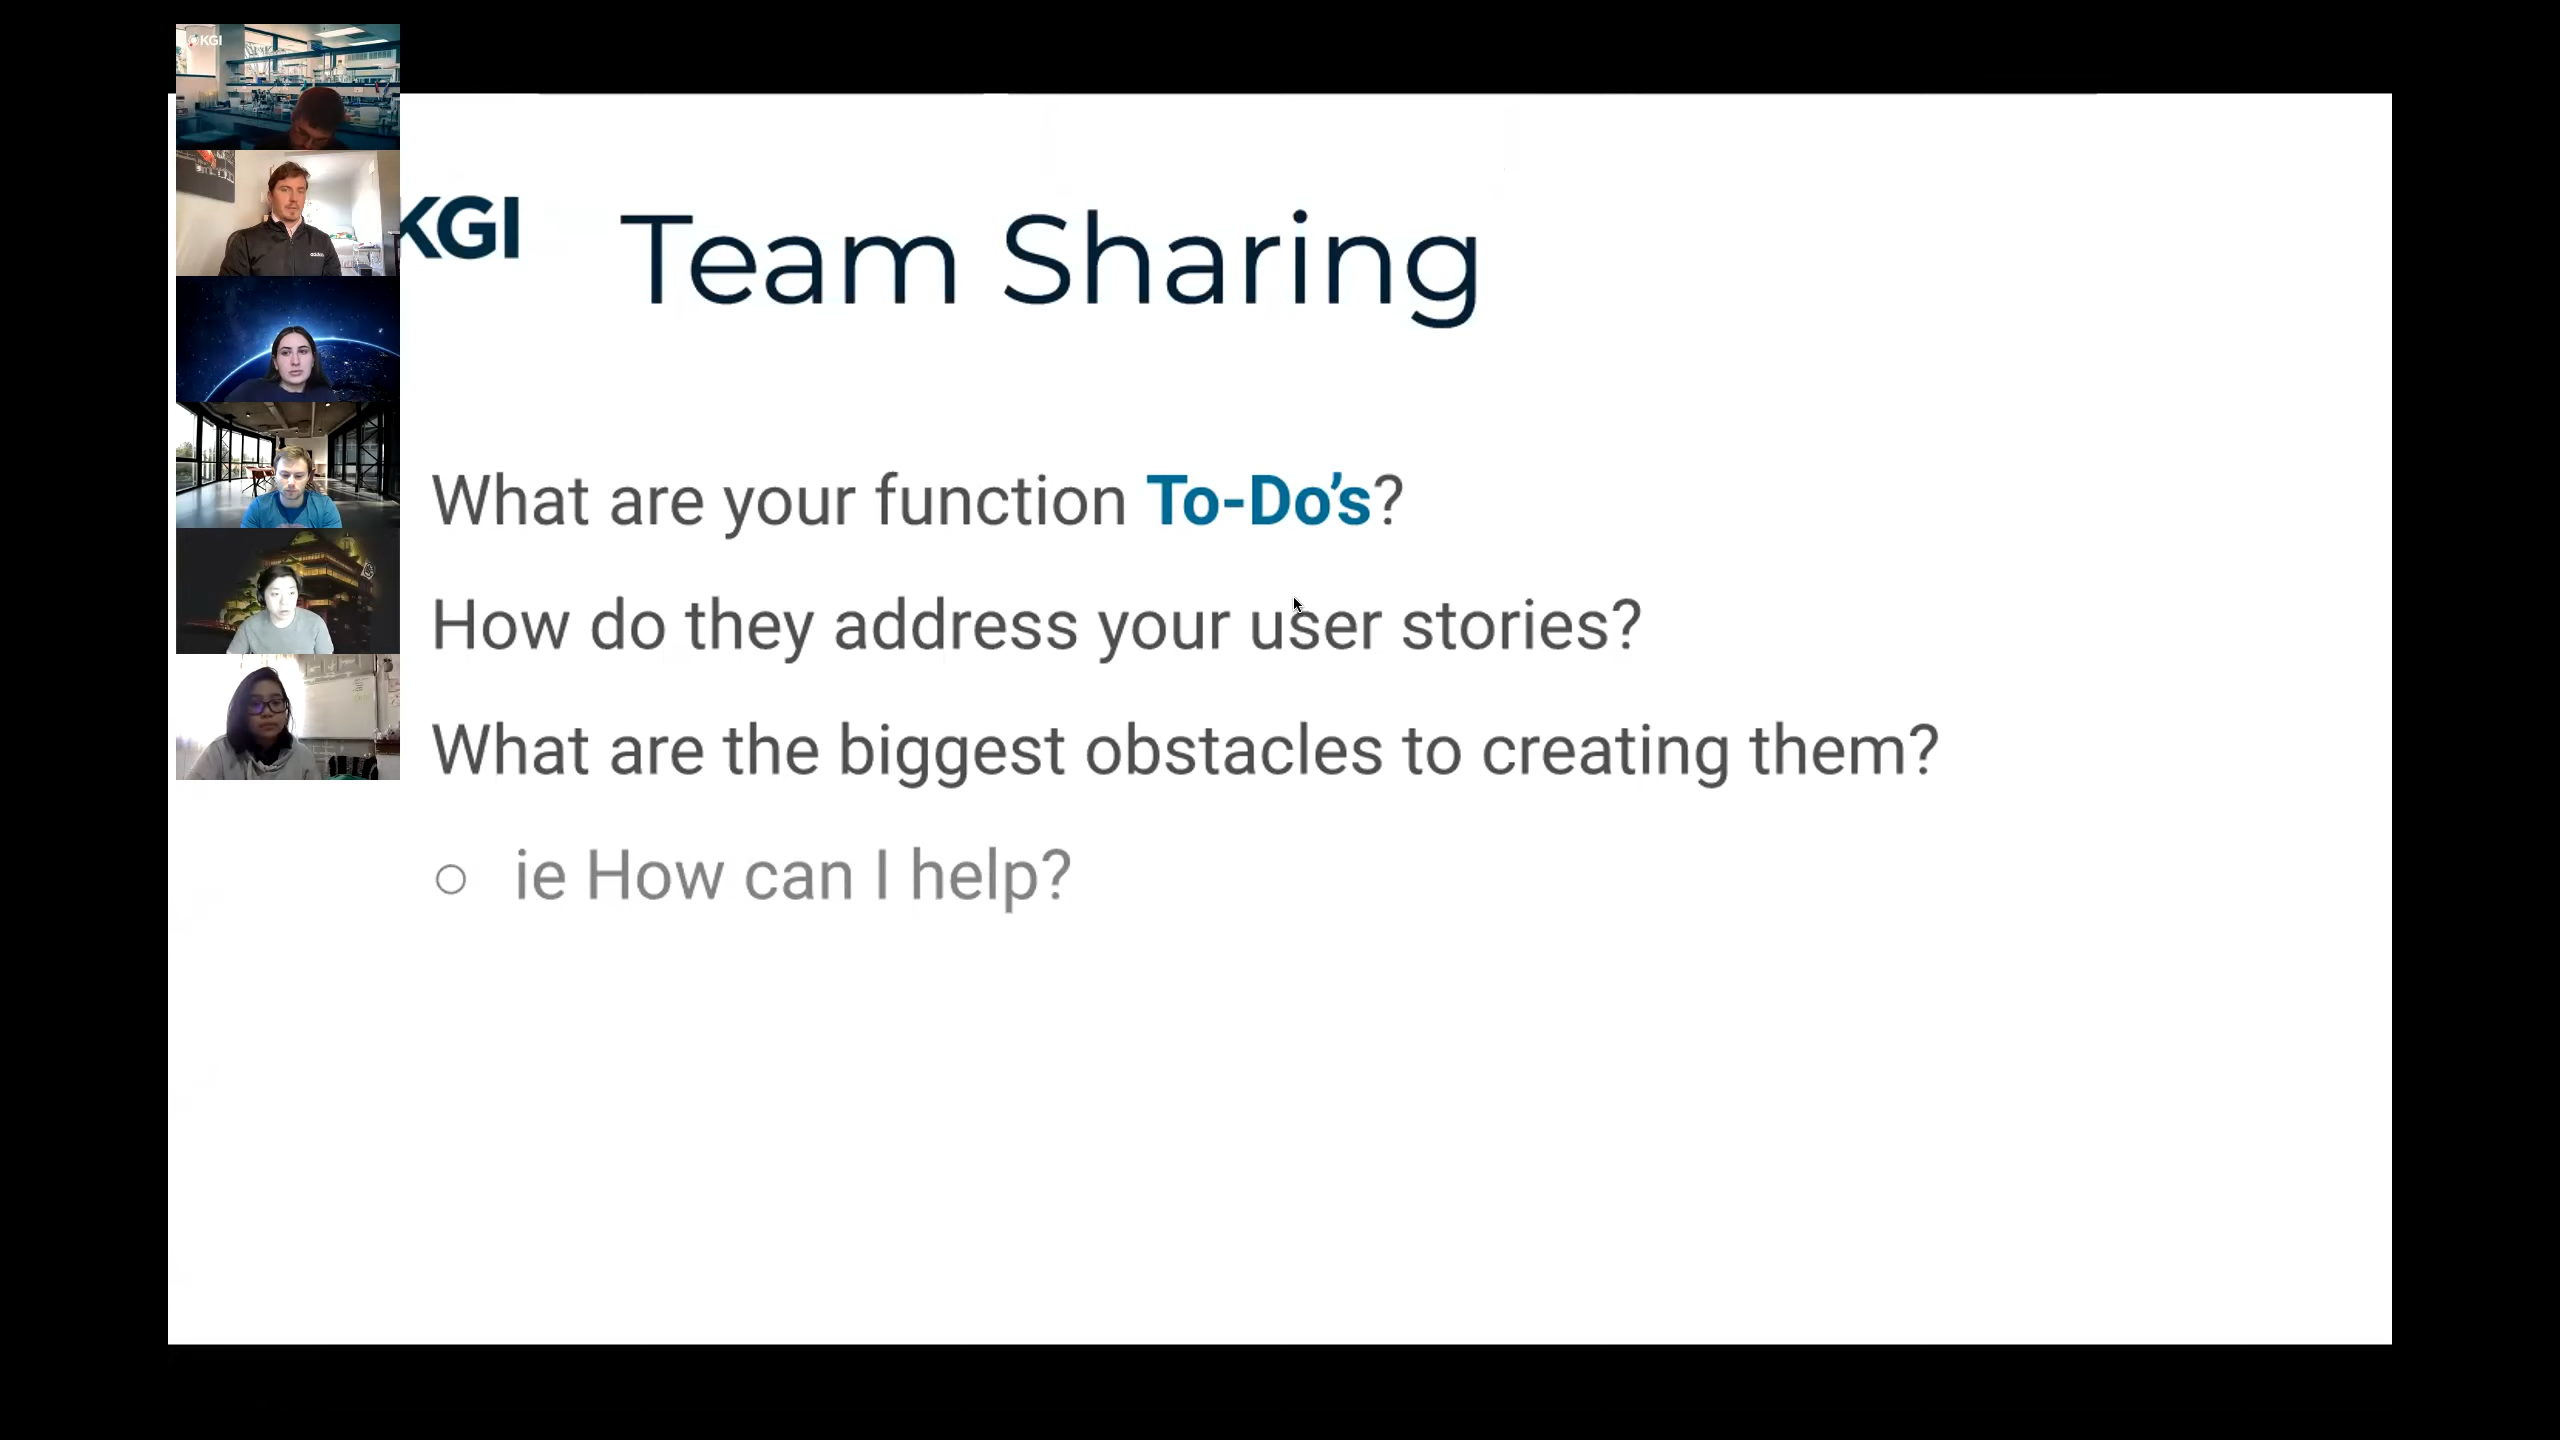 KGI
KGI
Team Sharing
What are your function To-Do’s?
How do they address your user stories?
What are the biggest obstacles to creating them?
○ ie How can I help?